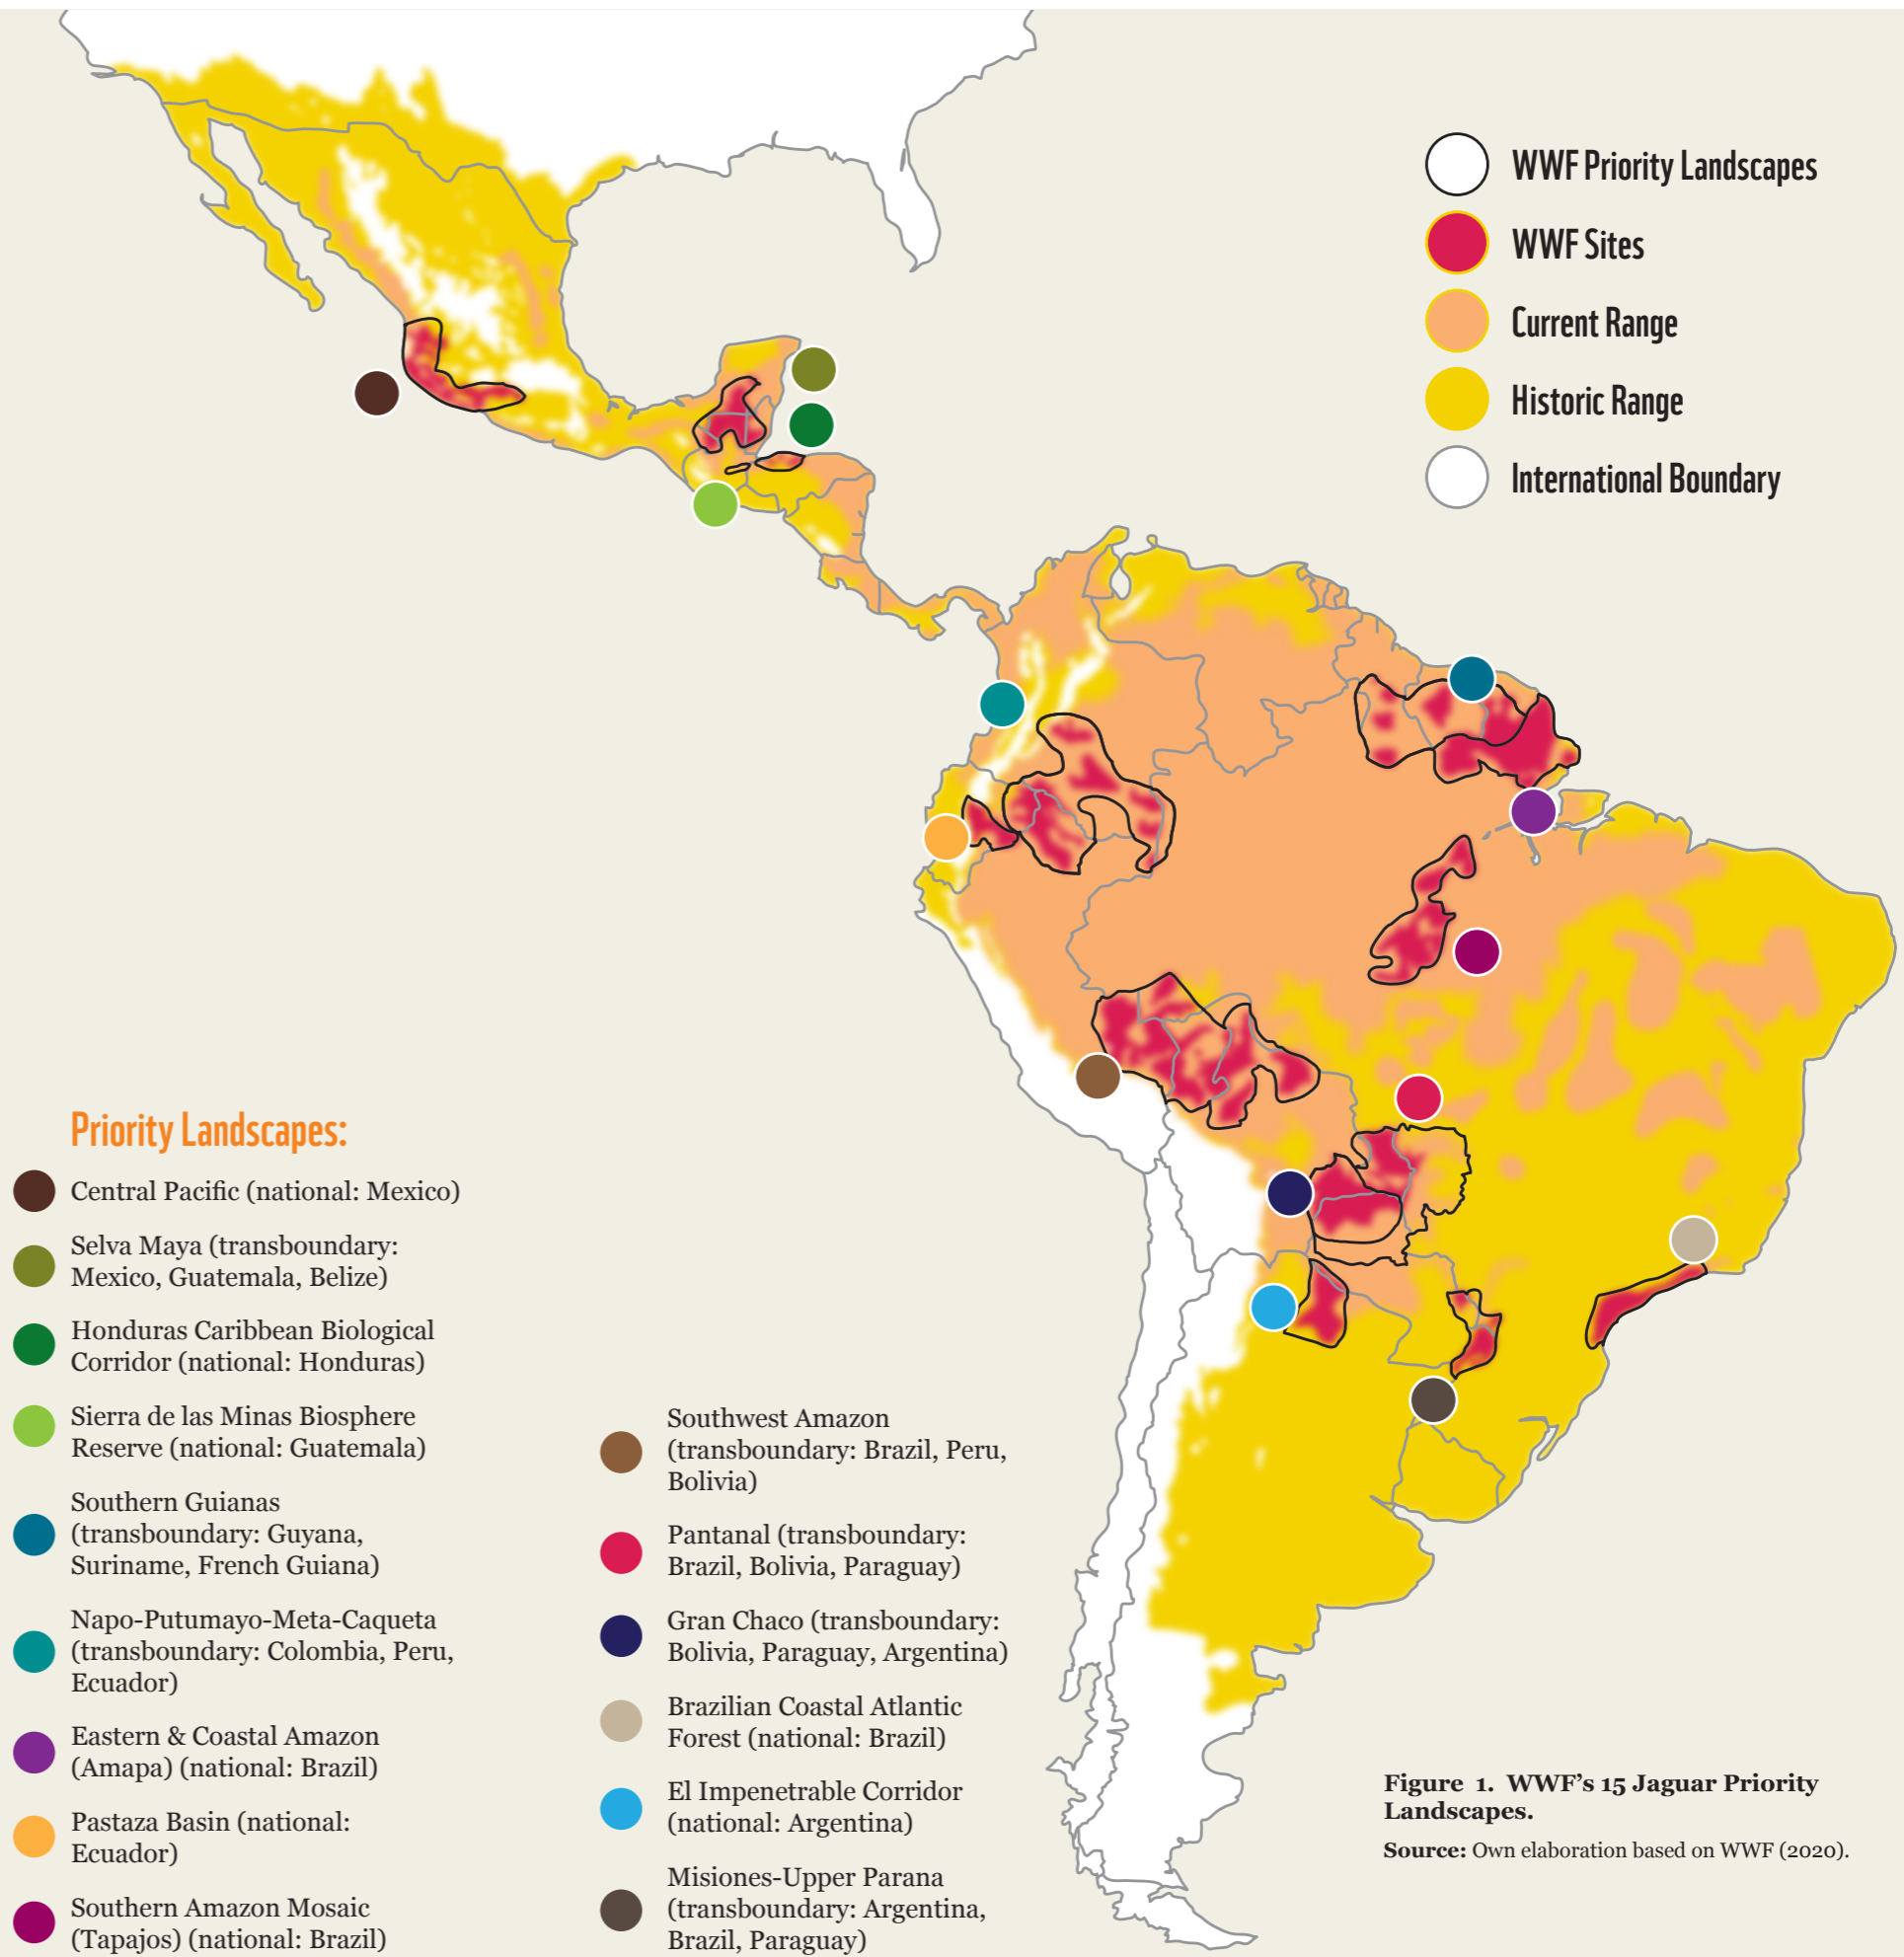 WWF Priority Landscapes
WWF Sites
Current Range
Historic Range
International Boundary
Priority Landscapes:
Central Pacific (national: Mexico)
Selva Maya (transboundary:
Mexico, Guatemala, Belize)
Honduras Caribbean Biological
Corridor (national: Honduras)
Sierra de las Minas Biosphere
Reserve (national: Guatemala)
Southern Guianas
(transboundary: Guyana,
Suriname, French Guiana)
Napo-Putumayo-Meta-Caqueta
(transboundary: Colombia, Peru,
Ecuador)
Eastern & Coastal Amazon
(Amapa) (national: Brazil)
Pastaza Basin (national:
Ecuador)
Southern Amazon Mosaic
(Tapajos) (national: Brazil)
Southwest Amazon
(transboundary: Brazil, Peru,
Bolivia)
Pantanal (transboundary:
Brazil, Bolivia, Paraguay)
Gran Chaco (transboundary:
Bolivia, Paraguay, Argentina)
Brazilian Coastal Atlantic
Forest (national: Brazil)
El Impenetrable Corridor
(national: Argentina)
Misiones-Upper Parana
(transboundary: Argentina,
Brazil, Paraguay)
Figure 1. WWF's 15 Jaguar Priority
Landscapes.
Source: Own elaboration based on WWF (2020).